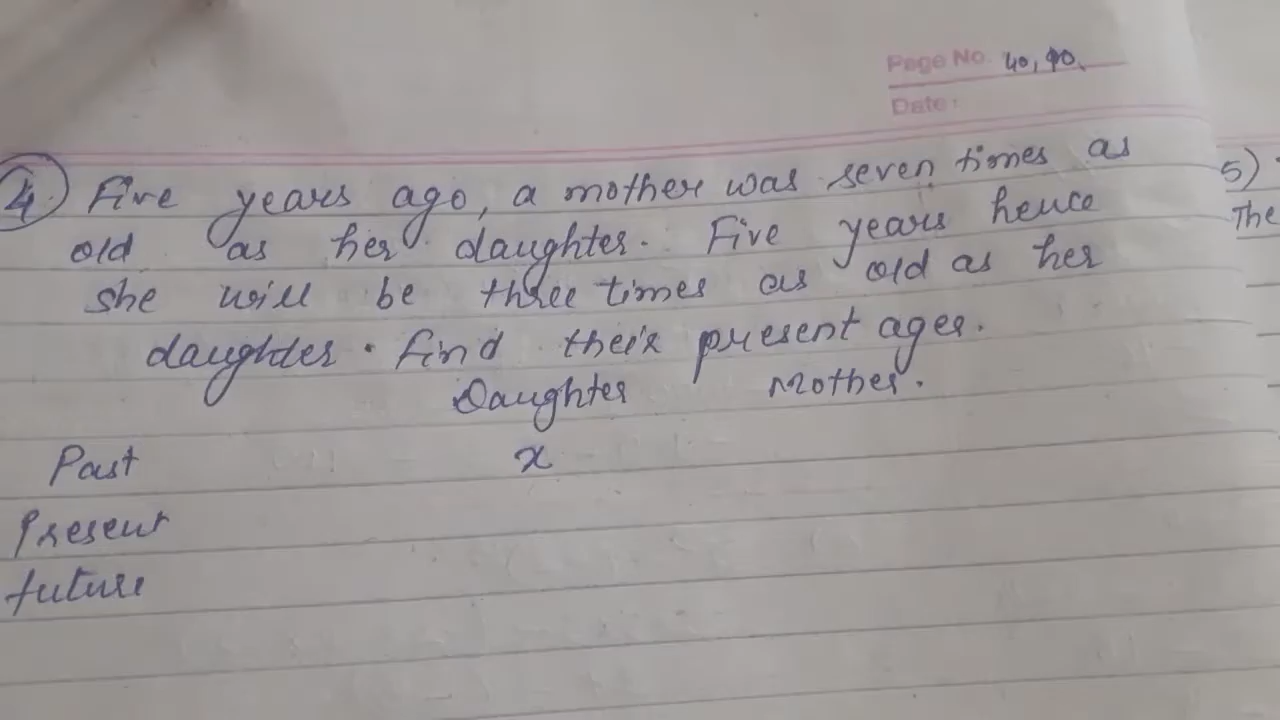 Page No. 40, 90.
Date:
4 Five years ago, a mother was seven times as
old as her daughter. Five years hence
she will be three times as old as her
daughter. Find their present ages.
Daughter Mother.
Past x
Present
future
5)
The